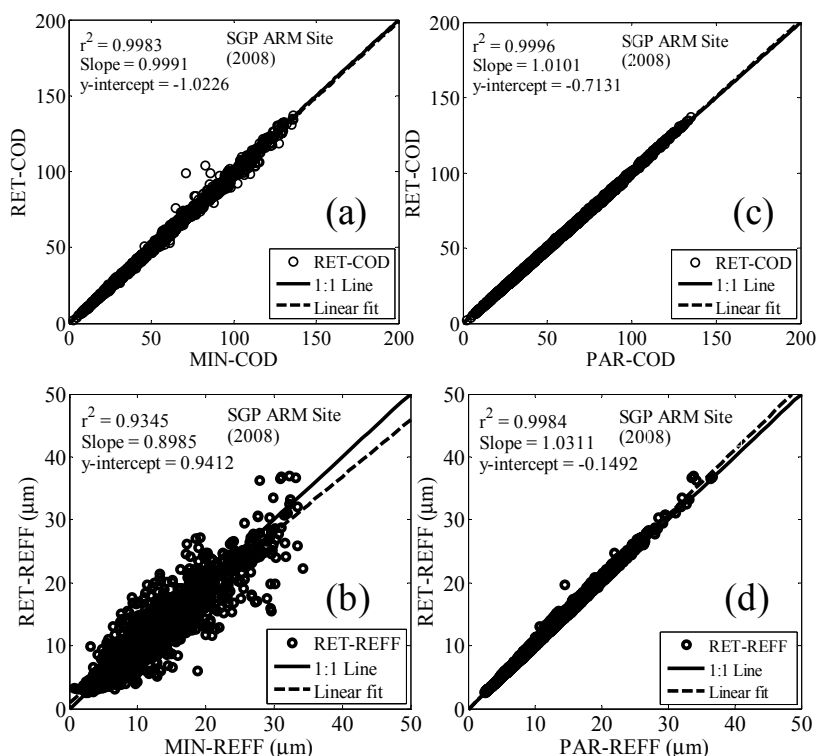 r2 = 0.9983
Slope = 0.9991
y-intercept = -1.0226
SGP ARM Site
(2008)
(a)
RET-COD
1:1 Line
Linear fit
200
150
100
50
0
RET-COD
0 50 100 150 200
MIN-COD
r2 = 0.9996
Slope = 1.0101
y-intercept = -0.7131
SGP ARM Site
(2008)
(c)
RET-COD
1:1 Line
Linear fit
200
150
100
50
0
RET-COD
0 50 100 150 200
PAR-COD
r2 = 0.9345
Slope = 0.8985
y-intercept = 0.9412
SGP ARM Site
(2008)
(b)
RET-REFF
1:1 Line
Linear fit
50
40
30
20
10
0
RET-REFF (µm)
0 10 20 30 40 50
MIN-REFF (µm)
r2 = 0.9984
Slope = 1.0311
y-intercept = -0.1492
SGP ARM Site
(2008)
(d)
RET-REFF
1:1 Line
Linear fit
50
40
30
20
10
0
RET-REFF (µm)
0 10 20 30 40 50
PAR-REFF (µm)